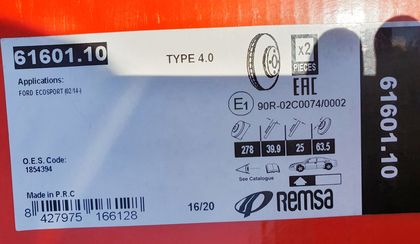 61601.10
TYPE 4.0
x2
PIECES
Applications:
FORD ECOSPORT (02.14-)
EAC
E1 90R-02C0074/0002
278 39.9 25 63.5
O.E.S. Code:
1854394
See Catalogue
Made in P.R.C
8 427975 166128
16/20
Remsa
61601.10